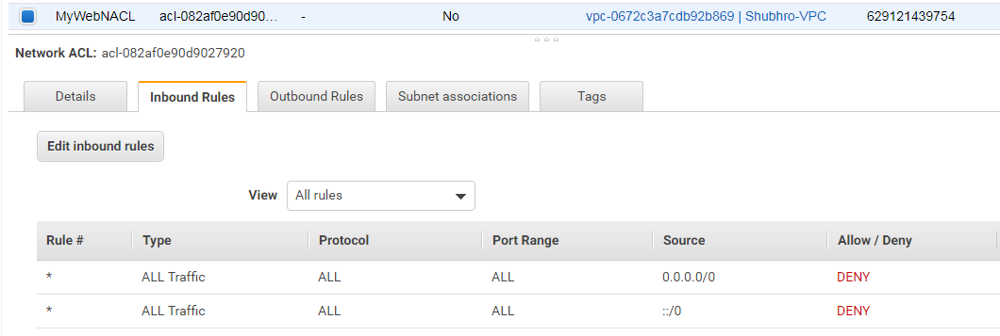 MyWebNACL acl-082af0e90d90... - No vpc-0672c3a7cdb92b869 | Shubhro-VPC 629121439754
Network ACL: acl-082af0e90d9027920
Details Inbound Rules Outbound Rules Subnet associations Tags
Edit inbound rules
View All rules
Rule # Type Protocol Port Range Source Allow / Deny
* ALL Traffic ALL ALL 0.0.0.0/0 DENY
* ALL Traffic ALL ALL ::/0 DENY